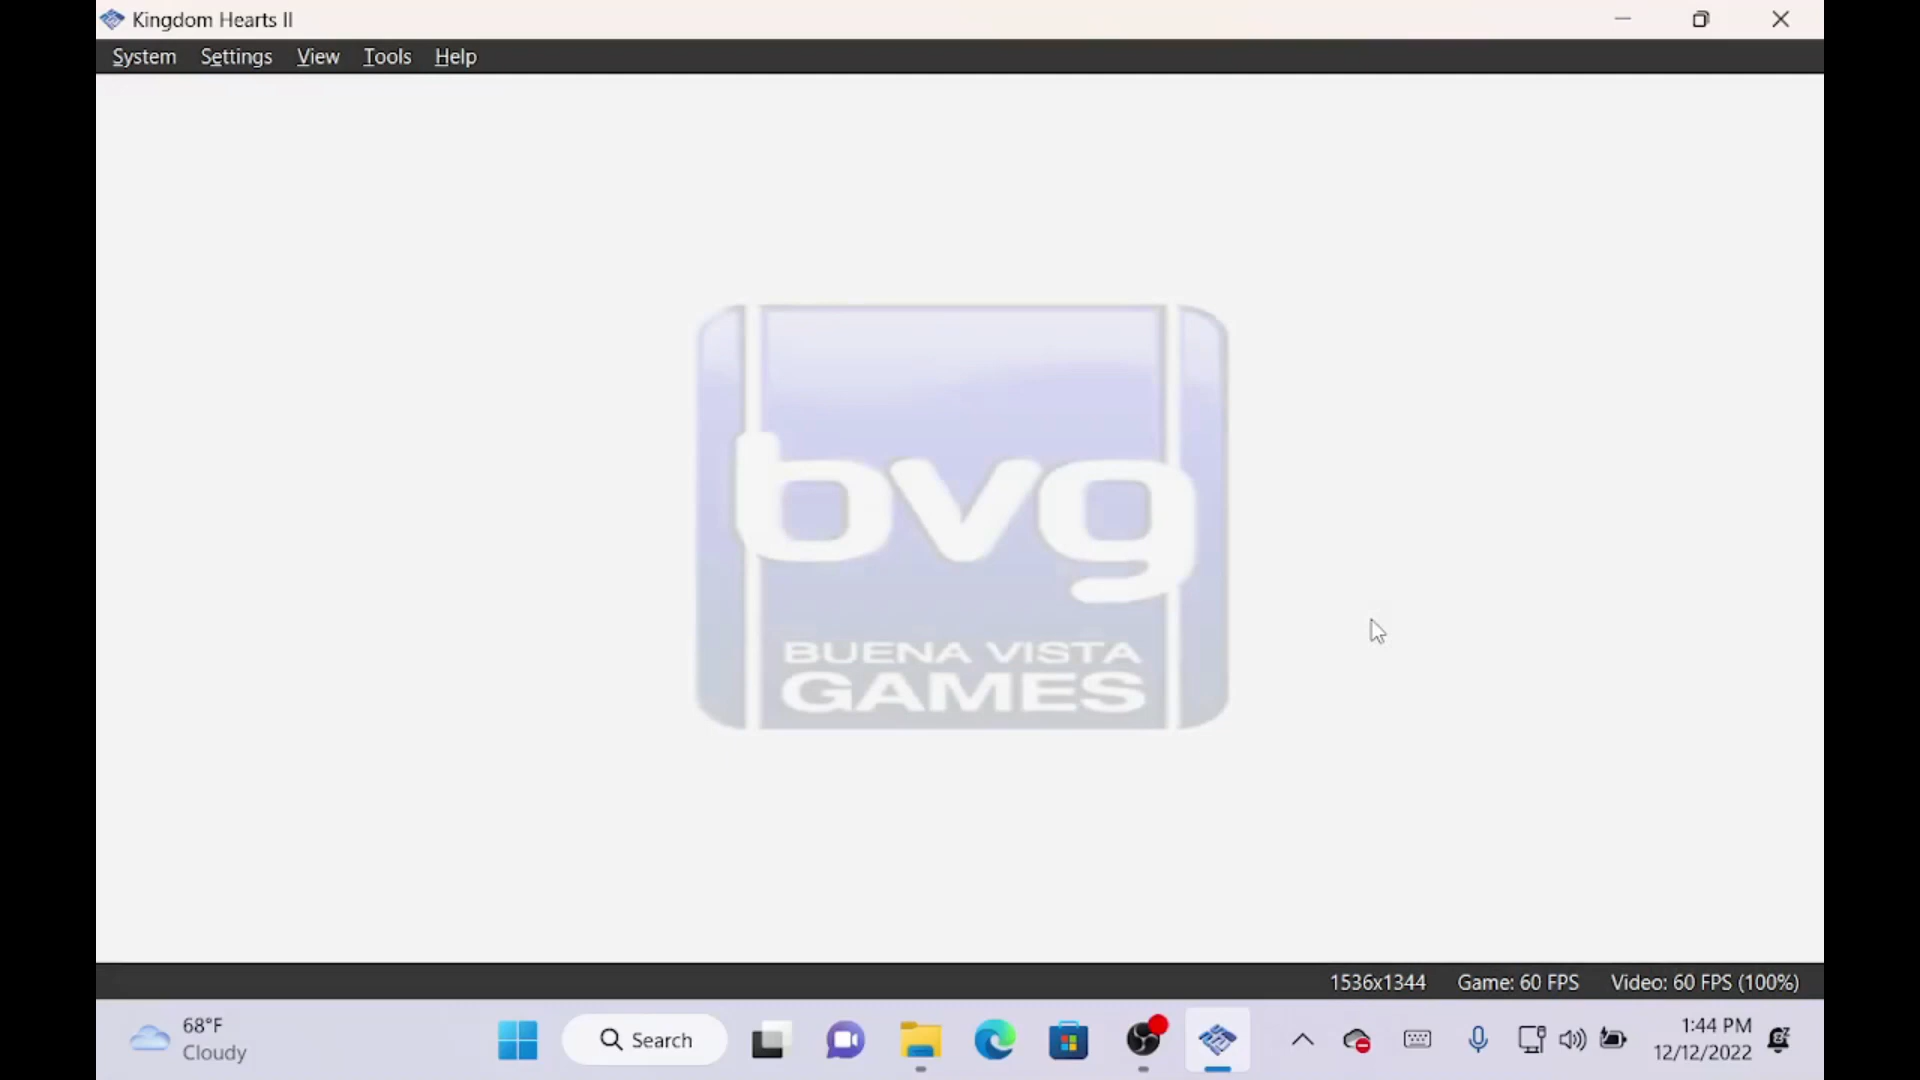 Kingdom Hearts II
System Settings View Tools Help
bvg
BUENA VISTA
GAMES
1536x1344 Game: 60 FPS Video: 60 FPS (100%)
68°F
Cloudy
Search
1:44 PM
12/12/2022